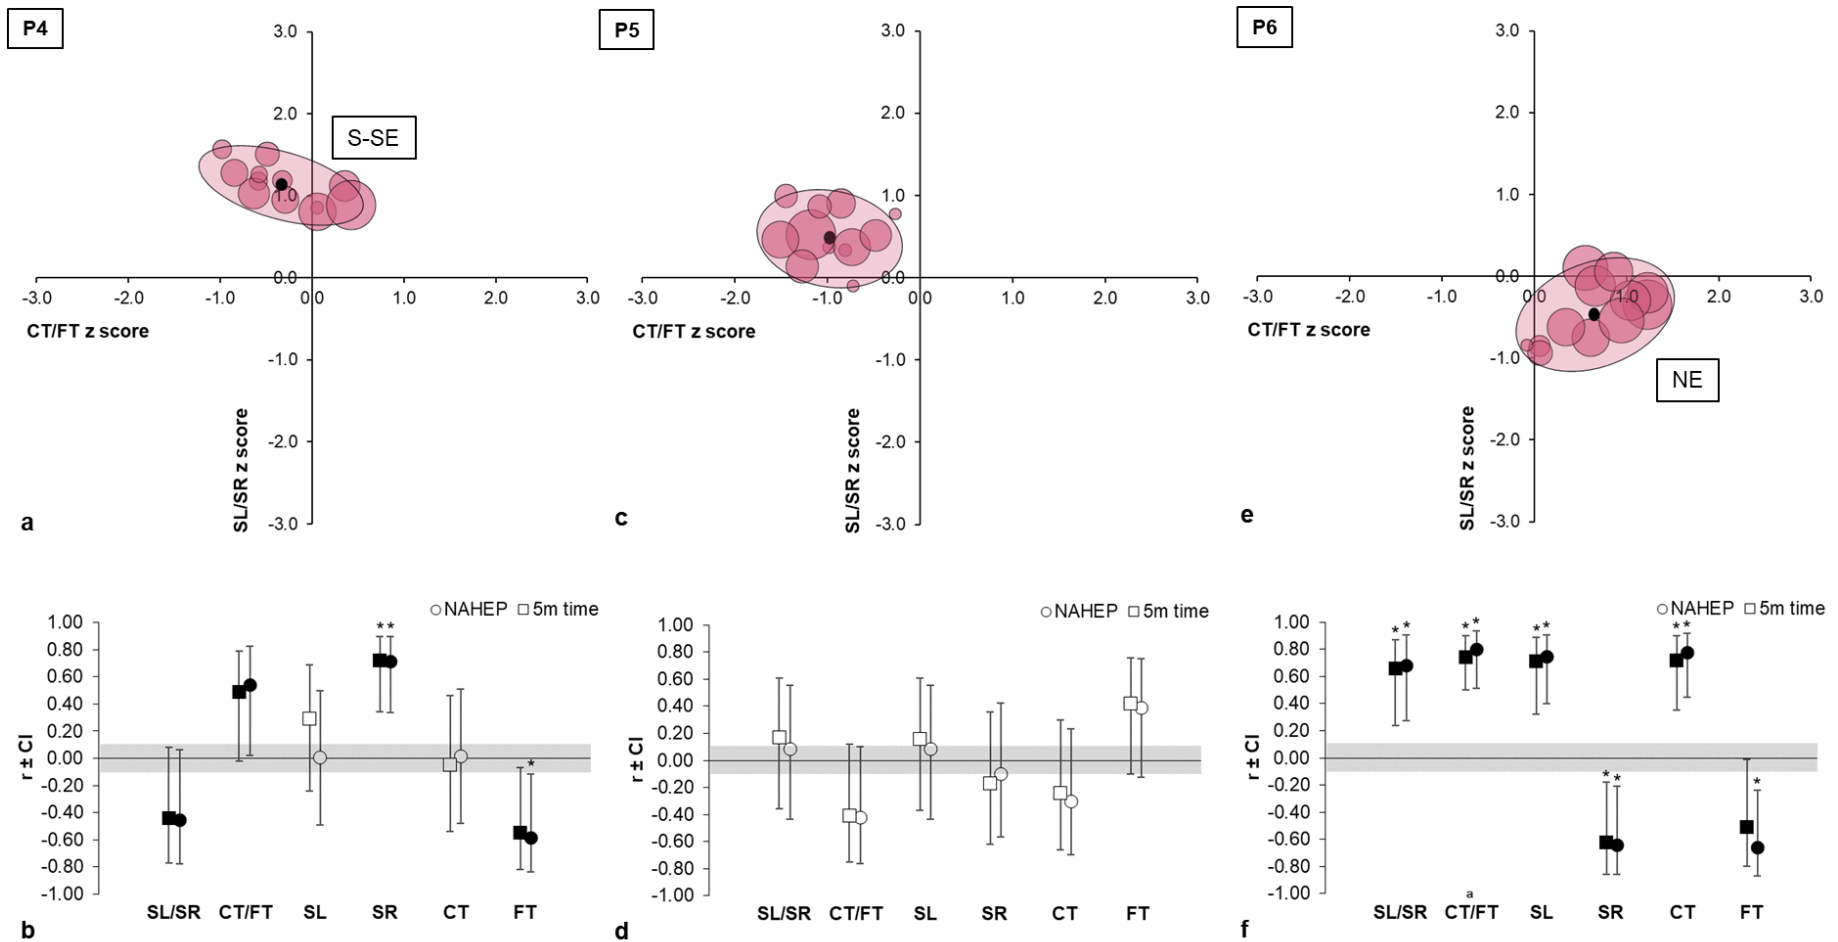 P4
3.0
2.0
S-SE
1.0
0.0
-3.0 -2.0 -1.0 0.0 1.0 2.0 3.0
CT/FT z score
-1.0
-2.0
-3.0
SL/SR z score
a
P5
3.0
2.0
1.0
0.0
-3.0 -2.0 -1.0 0.0 1.0 2.0 3.0
CT/FT z score
-1.0
-2.0
-3.0
SL/SR z score
c
P6
3.0
2.0
1.0
0.0
-3.0 -2.0 -1.0 0.0 1.0 2.0 3.0
CT/FT z score
-1.0
NE
-2.0
-3.0
SL/SR z score
e
NAHEP 5m time
1.00
0.80
0.60
0.40
0.20
0.00
-0.20
-0.40
-0.60
-0.80
-1.00
r ± CI
* *
*
SL/SR CT/FT SL SR CT FT
b
NAHEP 5m time
1.00
0.80
0.60
0.40
0.20
0.00
-0.20
-0.40
-0.60
-0.80
-1.00
r ± CI
SL/SR CT/FT SL SR CT FT
d
NAHEP 5m time
1.00
0.80
0.60
0.40
0.20
0.00
-0.20
-0.40
-0.60
-0.80
-1.00
r ± CI
* * * * * * * *
* * *
a
SL/SR CT/FT SL SR CT FT
f